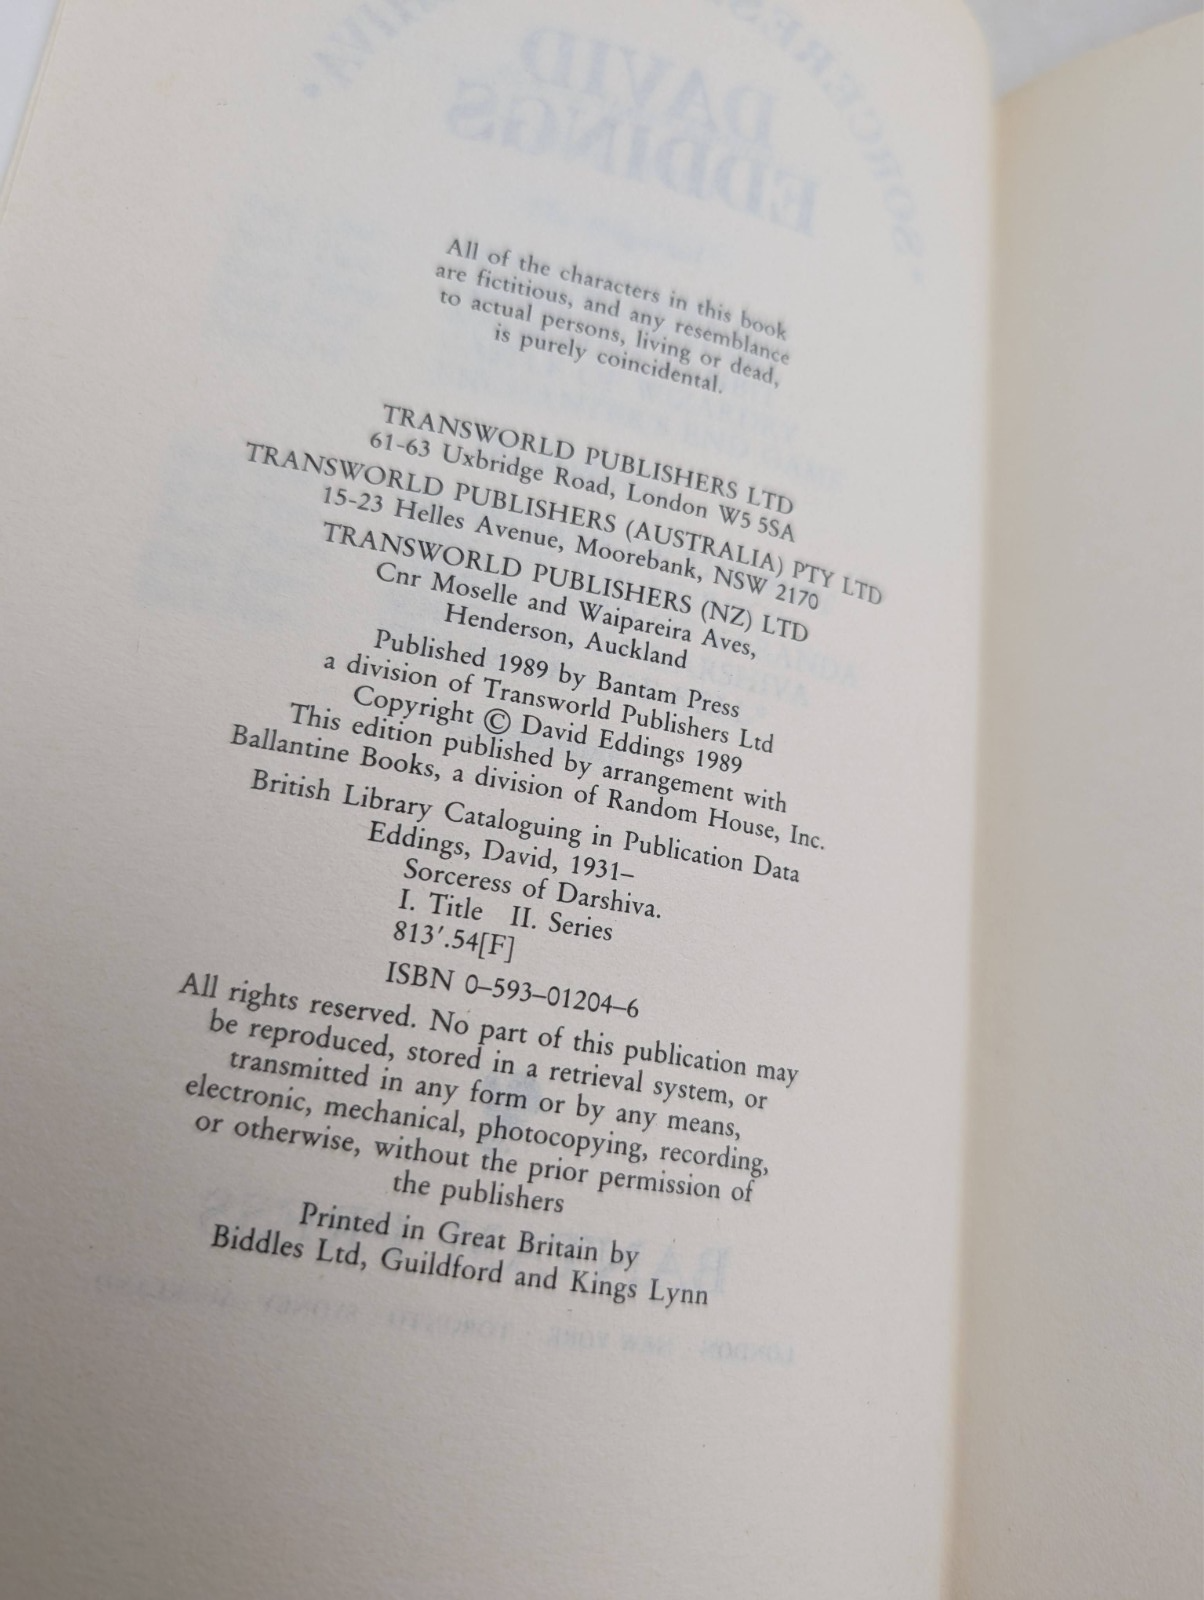 All of the characters in this book
are fictitious, and any resemblance
to actual persons, living or dead,
is purely coincidental.
TRANSWORLD PUBLISHERS LTD
61-63 Uxbridge Road, London W5 5SA
TRANSWORLD PUBLISHERS (AUSTRALIA) PTY LTD
15-23 Helles Avenue, Moorebank, NSW 2170
TRANSWORLD PUBLISHERS (NZ) LTD
Cnr Moselle and Waipareira Aves,
Henderson, Auckland
Published 1989 by Bantam Press
a division of Transworld Publishers Ltd
Copyright © David Eddings 1989
This edition published by arrangement with
Ballantine Books, a division of Random House, Inc.
British Library Cataloguing in Publication Data
Eddings, David, 1931–
Sorceress of Darshiva.
I. Title II. Series
813′.54[F]
ISBN 0–593–01204–6
All rights reserved. No part of this publication may
be reproduced, stored in a retrieval system, or
transmitted in any form or by any means,
electronic, mechanical, photocopying, recording,
or otherwise, without the prior permission of
the publishers
Printed in Great Britain by
Biddles Ltd, Guildford and Kings Lynn